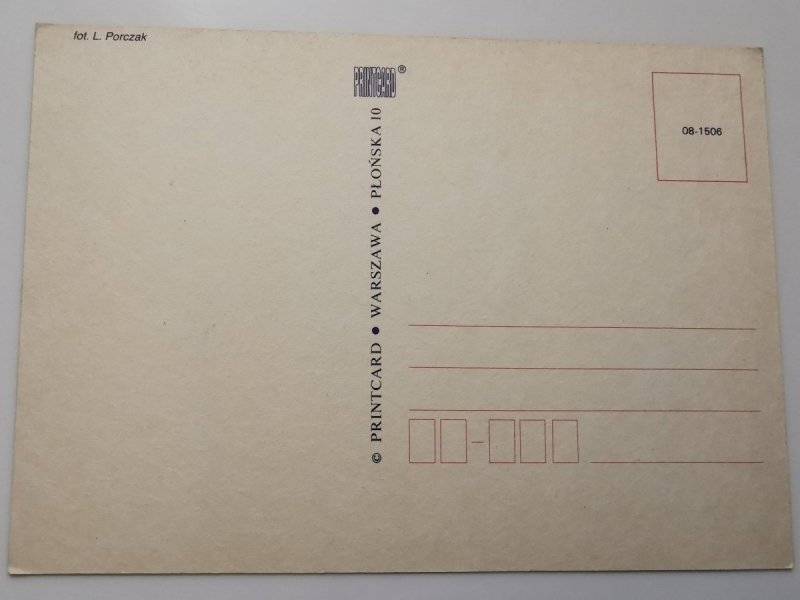 fot. L. Porczak
PRINTCARD®
© PRINTCARD ● WARSZAWA ● PŁOŃSKA 10
08-1506